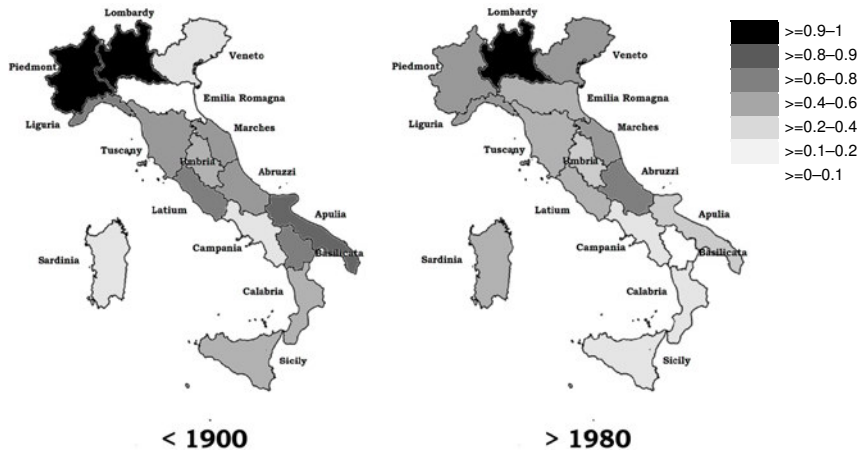 Lombardy
Piedmont
Veneto
Emilia Romagna
Liguria
Marches
Tuscany
Umbria
Abruzzi
Latium
Apulia
Campania
Basilicata
Sardinia
Calabria
Sicily
< 1900
Lombardy
Piedmont
Veneto
Emilia Romagna
Liguria
Marches
Tuscany
Umbria
Abruzzi
Latium
Apulia
Campania
Basilicata
Sardinia
Calabria
Sicily
> 1980
>=0.9–1
>=0.8–0.9
>=0.6–0.8
>=0.4–0.6
>=0.2–0.4
>=0.1–0.2
>=0–0.1